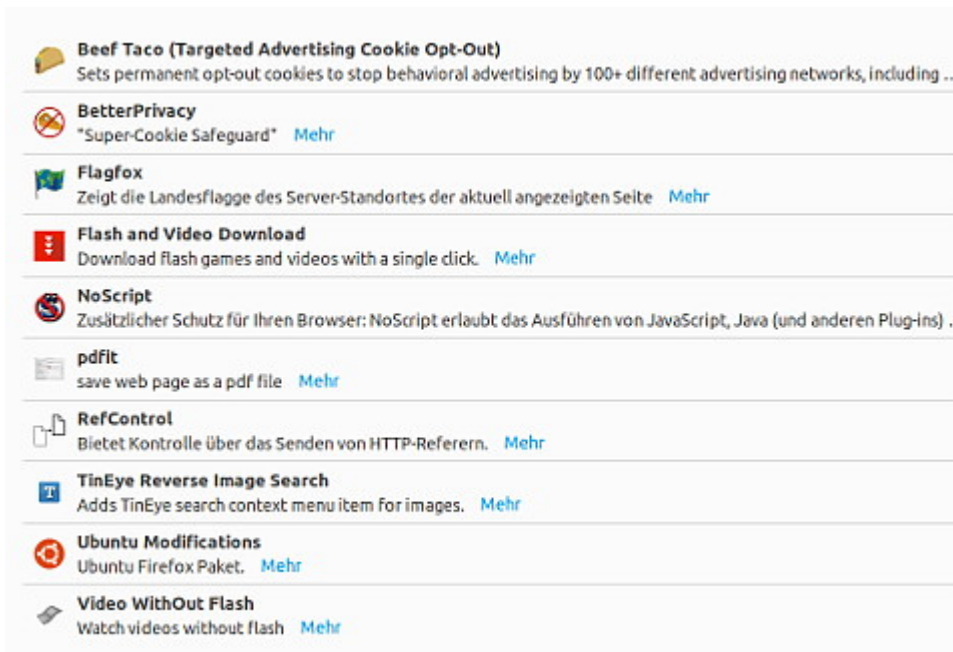 Beef Taco (Targeted Advertising Cookie Opt-Out)
Sets permanent opt-out cookies to stop behavioral advertising by 100+ different advertising networks, including ...
BetterPrivacy
"Super-Cookie Safeguard" Mehr
Flagfox
Zeigt die Landesflagge des Server-Standortes der aktuell angezeigten Seite Mehr
Flash and Video Download
Download flash games and videos with a single click. Mehr
NoScript
Zusätzlicher Schutz für Ihren Browser: NoScript erlaubt das Ausführen von JavaScript, Java (und anderen Plug-ins) .
pdfit
save web page as a pdf file Mehr
RefControl
Bietet Kontrolle über das Senden von HTTP-Referern. Mehr
TinEye Reverse Image Search
Adds TinEye search context menu item for images. Mehr
Ubuntu Modifications
Ubuntu Firefox Paket. Mehr
Video WithOut Flash
Watch videos without flash Mehr